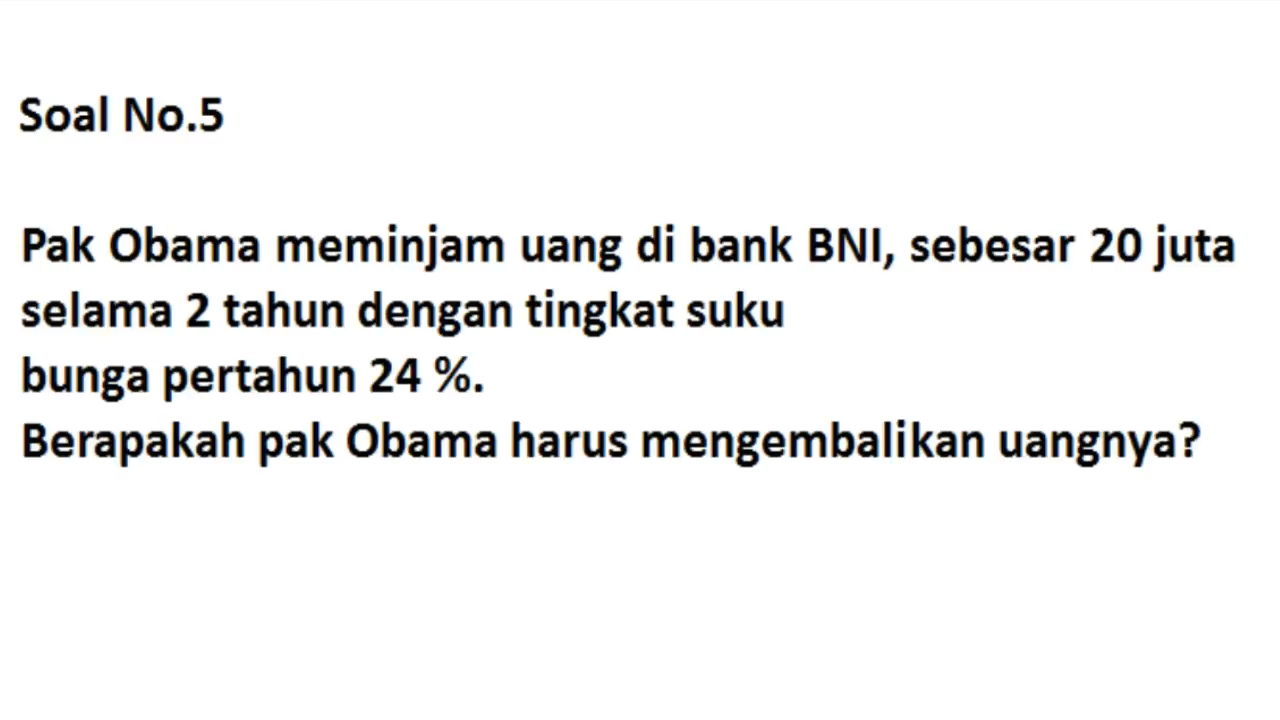 Soal No.5
Pak Obama meminjam uang di bank BNI, sebesar 20 juta
selama 2 tahun dengan tingkat suku
bunga pertahun 24 %.
Berapakah pak Obama harus mengembalikan uangnya?